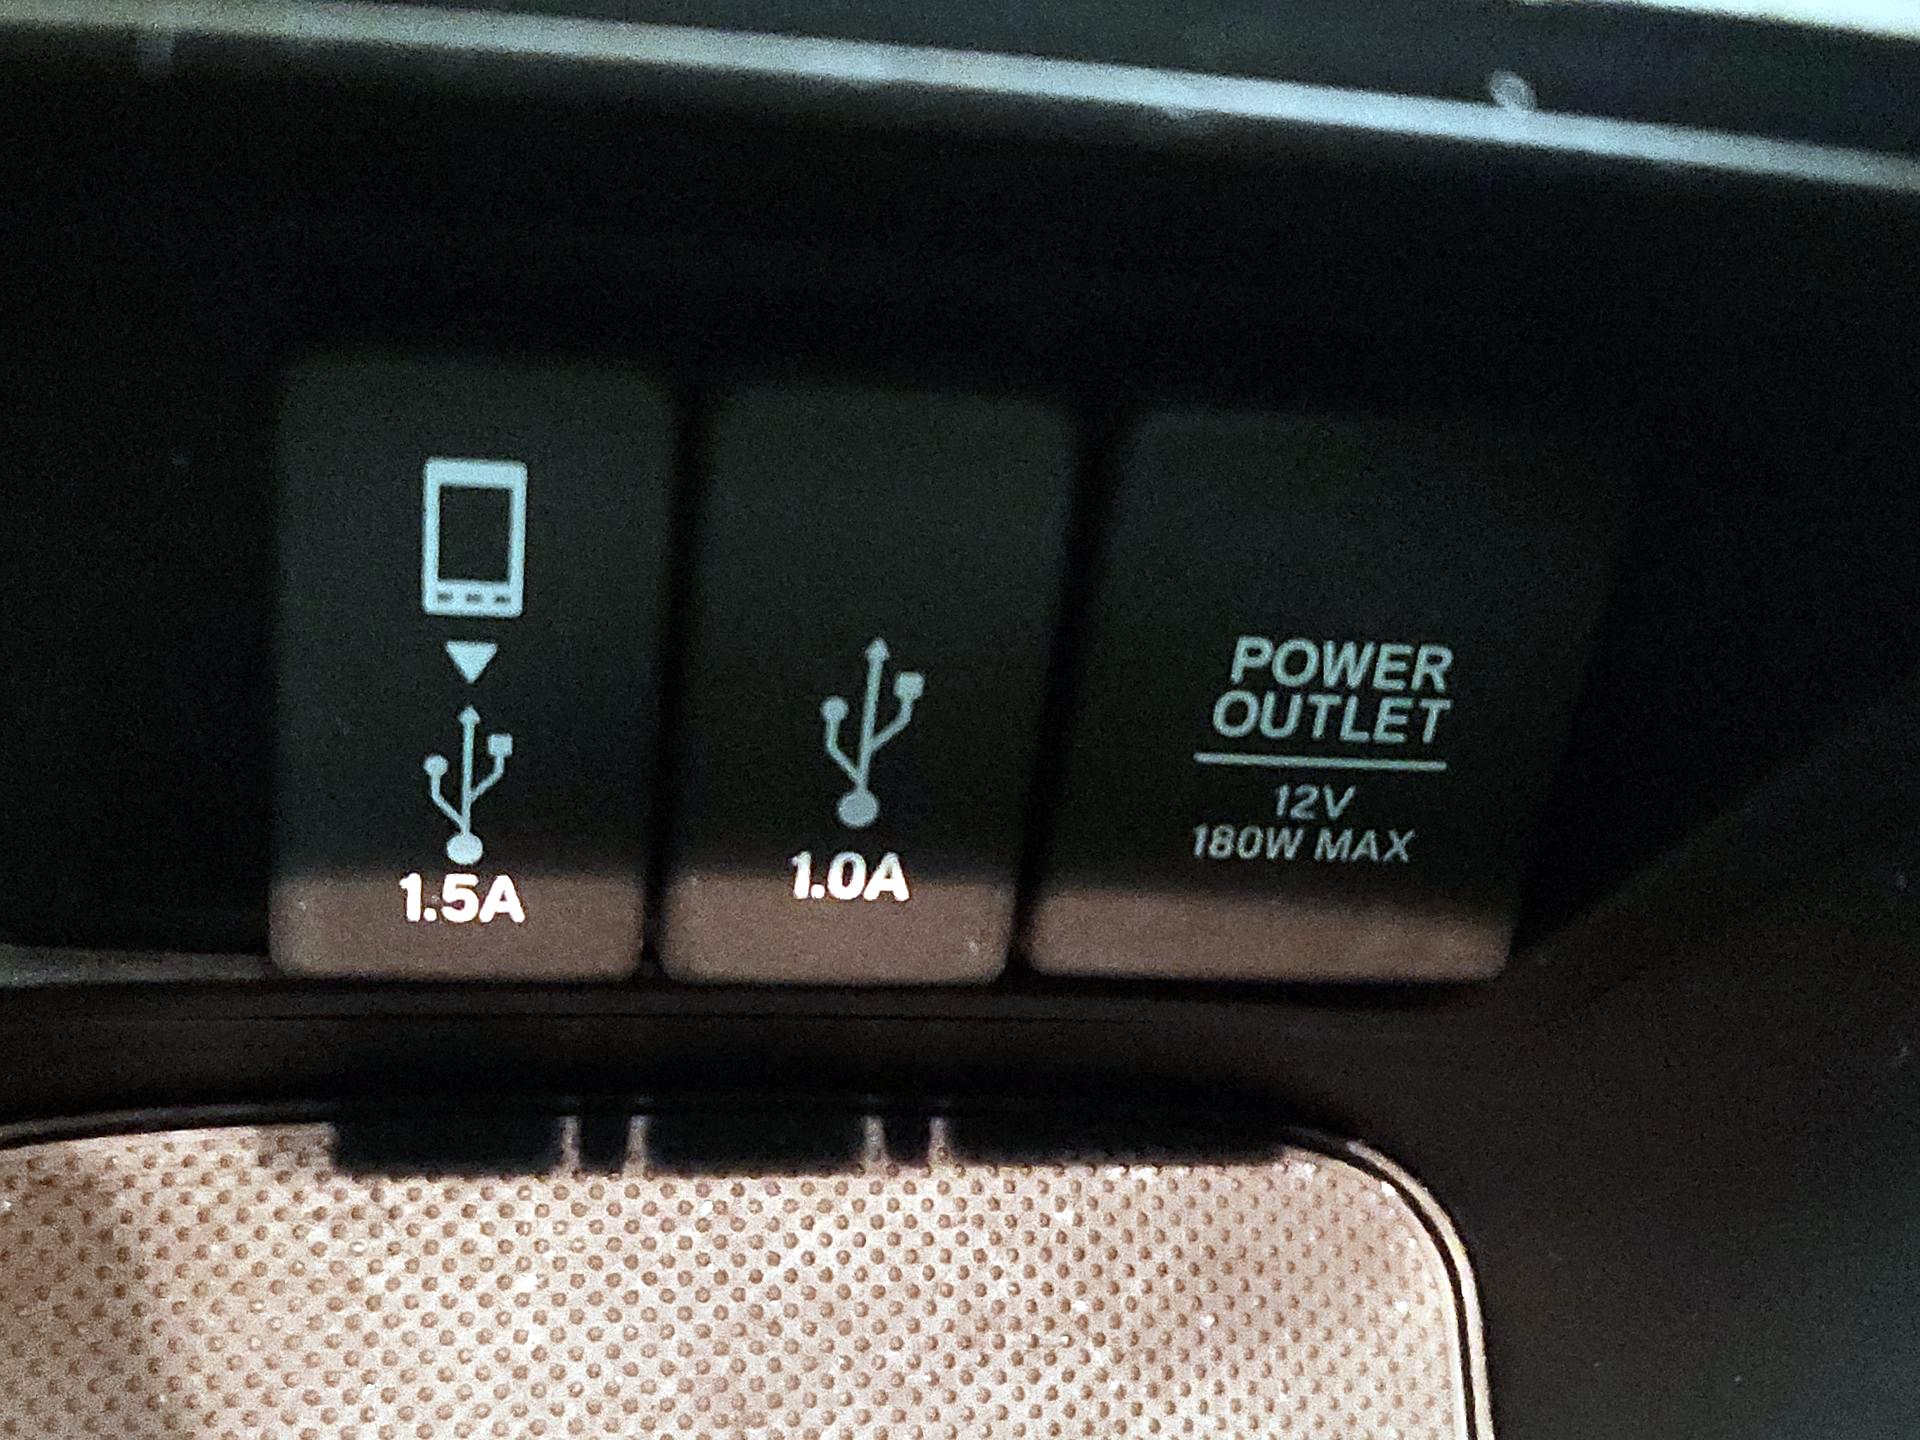 1.5A
1.0A
POWER
OUTLET
12V
180W MAX